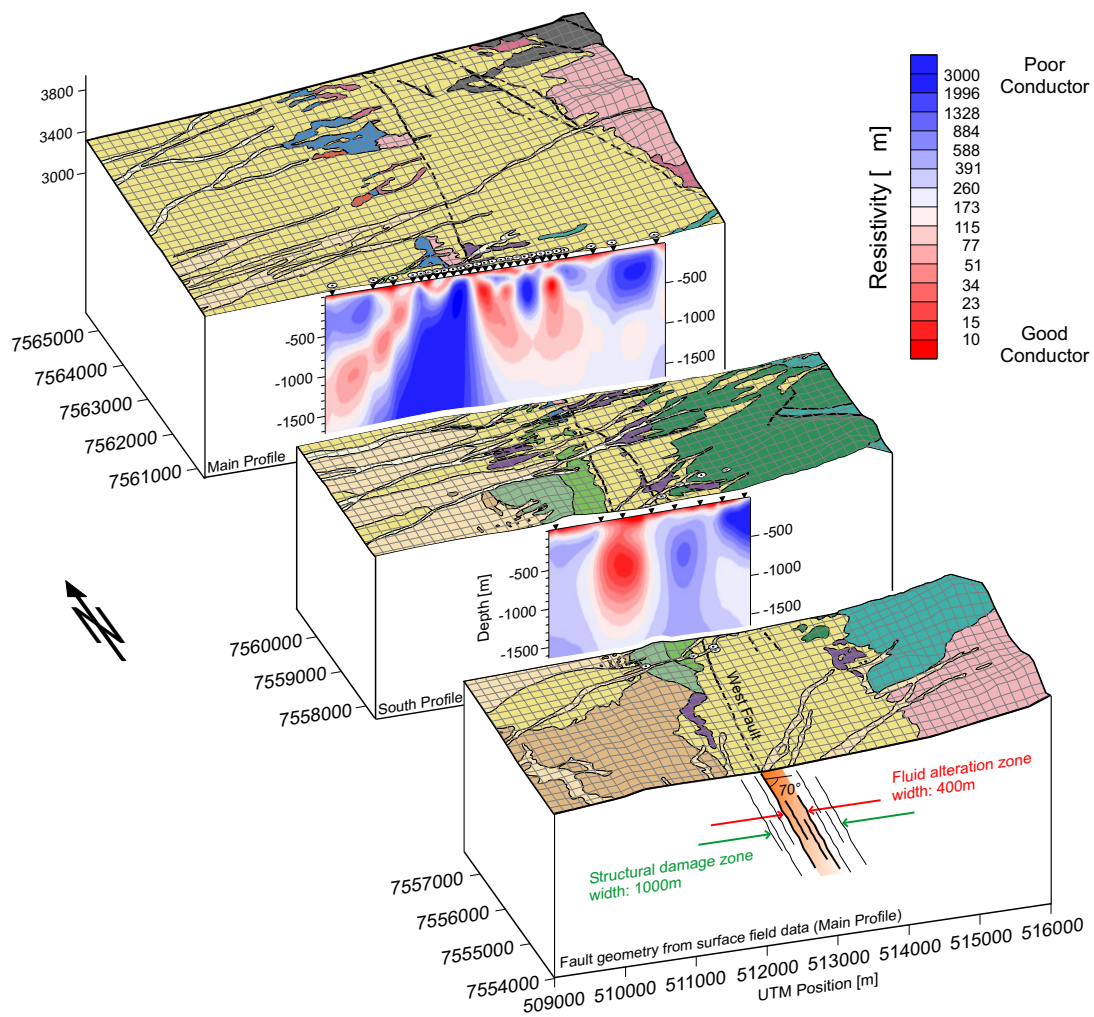 3800
3400
3000
7565000
7564000
7563000
7562000
7561000
Main Profile
-500
-1000
-1500
-500
-1000
-1500
Resistivity [ m]
3000
1996
1328
884
588
391
260
173
115
77
51
34
23
15
10
Poor
Conductor
Good
Conductor
N
7560000
7559000
7558000
South Profile
Depth [m]
-500
-1000
-1500
-500
-1000
-1500
West Fault
70°
Fluid alteration zone
width: 400m
Structural damage zone
width: 1000m
Fault geometry from surface field data (Main Profile)
7557000
7556000
7555000
7554000
509000 510000 511000 512000 513000 514000 515000 516000
UTM Position [m]